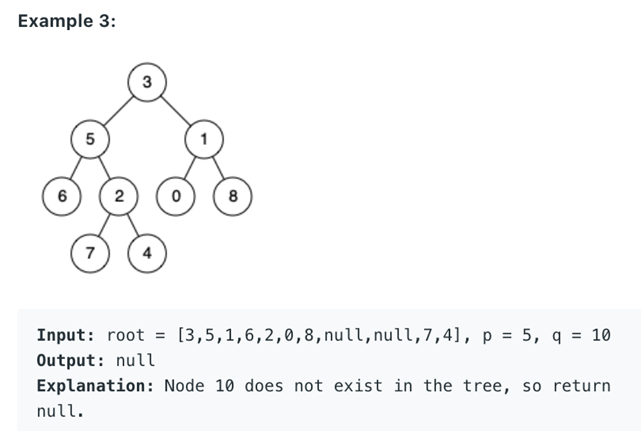 Example 3:
3
5 1
6 2 0 8
7 4
Input: root = [3,5,1,6,2,0,8,null,null,7,4], p = 5, q = 10
Output: null
Explanation: Node 10 does not exist in the tree, so return
null.